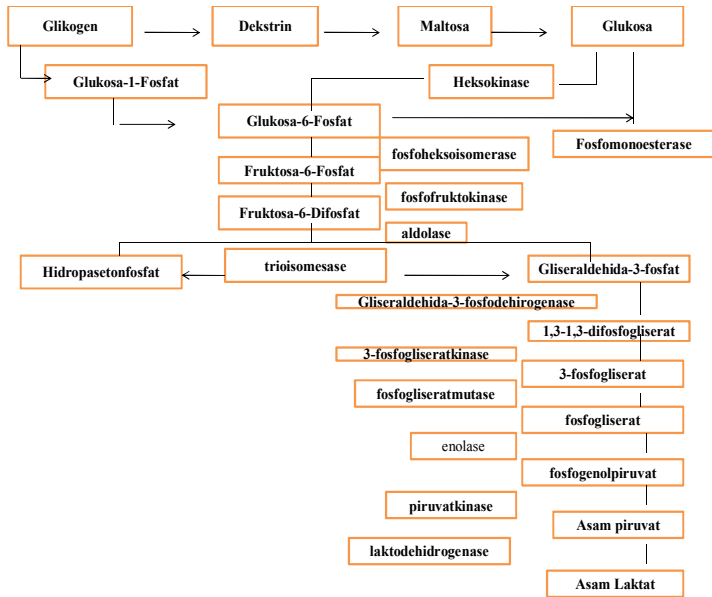 Glikogen
Dekstrin
Maltosa
Glukosa
Glukosa-1-Fosfat
Heksokinase
Glukosa-6-Fosfat
Fosfomonoesterase
fosfoheksoisomerase
Fruktosa-6-Fosfat
fosfofruktokinase
Fruktosa-6-Difosfat
aldolase
Hidropasetonfosfat
trioisomesase
Gliseraldehida-3-fosfat
Gliseraldehida-3-fosfodehirogenase
1,3-1,3-difosfogliserat
3-fosfogliseratkinase
3-fosfogliserat
fosfogliseratmutase
fosfogliserat
enolase
fosfogenolpiruvat
piruvatkinase
Asam piruvat
laktodehidrogenase
Asam Laktat